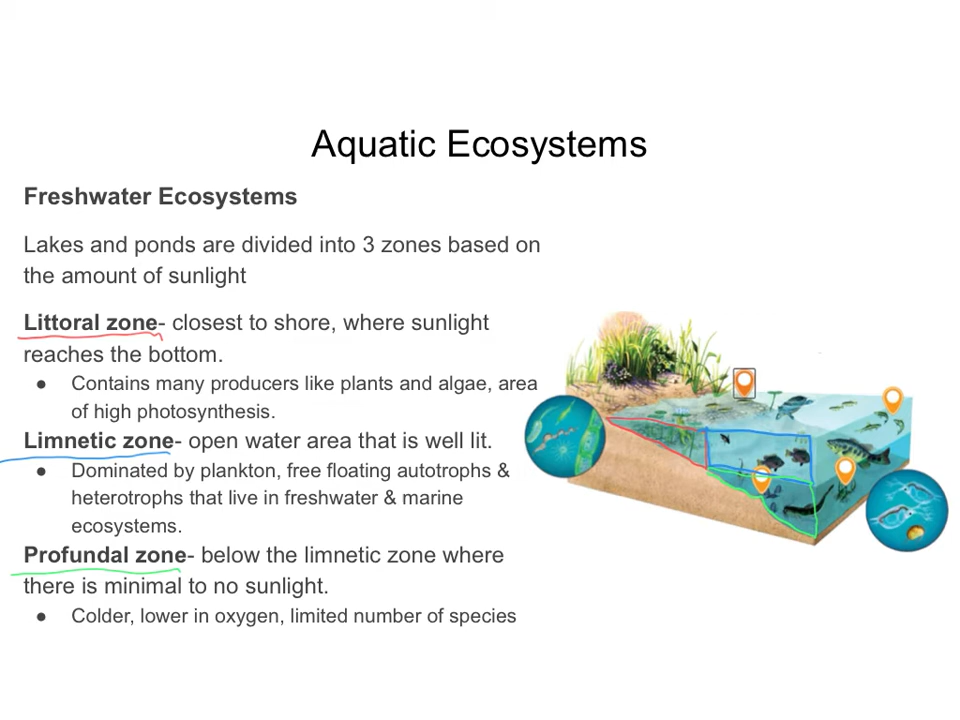 Aquatic Ecosystems
Freshwater Ecosystems
Lakes and ponds are divided into 3 zones based on
the amount of sunlight
Littoral zone- closest to shore, where sunlight
reaches the bottom.
● Contains many producers like plants and algae, area
of high photosynthesis.
Limnetic zone- open water area that is well lit.
● Dominated by plankton, free floating autotrophs &
heterotrophs that live in freshwater & marine
ecosystems.
Profundal zone- below the limnetic zone where
there is minimal to no sunlight.
● Colder, lower in oxygen, limited number of species